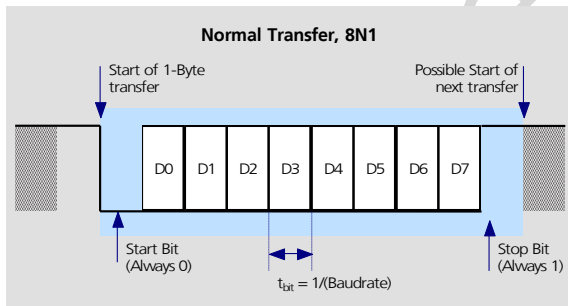 Normal Transfer, 8N1
Start of 1-Byte
transfer
Possible Start of
next transfer
D0 D1 D2 D3 D4 D5 D6 D7
Start Bit
(Always 0)
Stop Bit
(Always 1)
tbit = 1/(Baudrate)